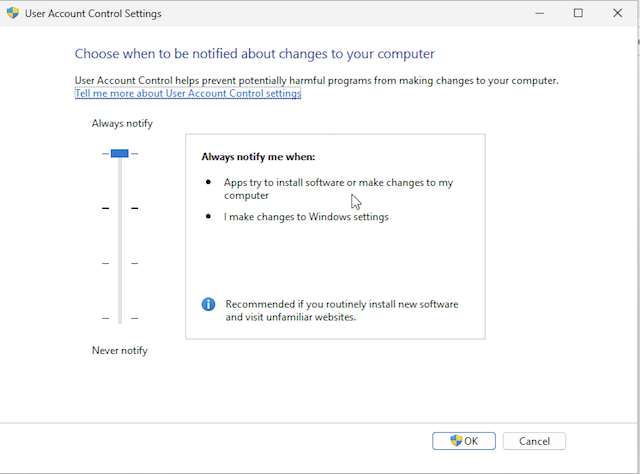 User Account Control Settings
Choose when to be notified about changes to your computer
User Account Control helps prevent potentially harmful programs from making changes to your computer.
Tell me more about User Account Control settings
Always notify
Always notify me when:
Apps try to install software or make changes to my
computer
I make changes to Windows settings
Recommended if you routinely install new software
and visit unfamiliar websites.
Never notify
OK
Cancel